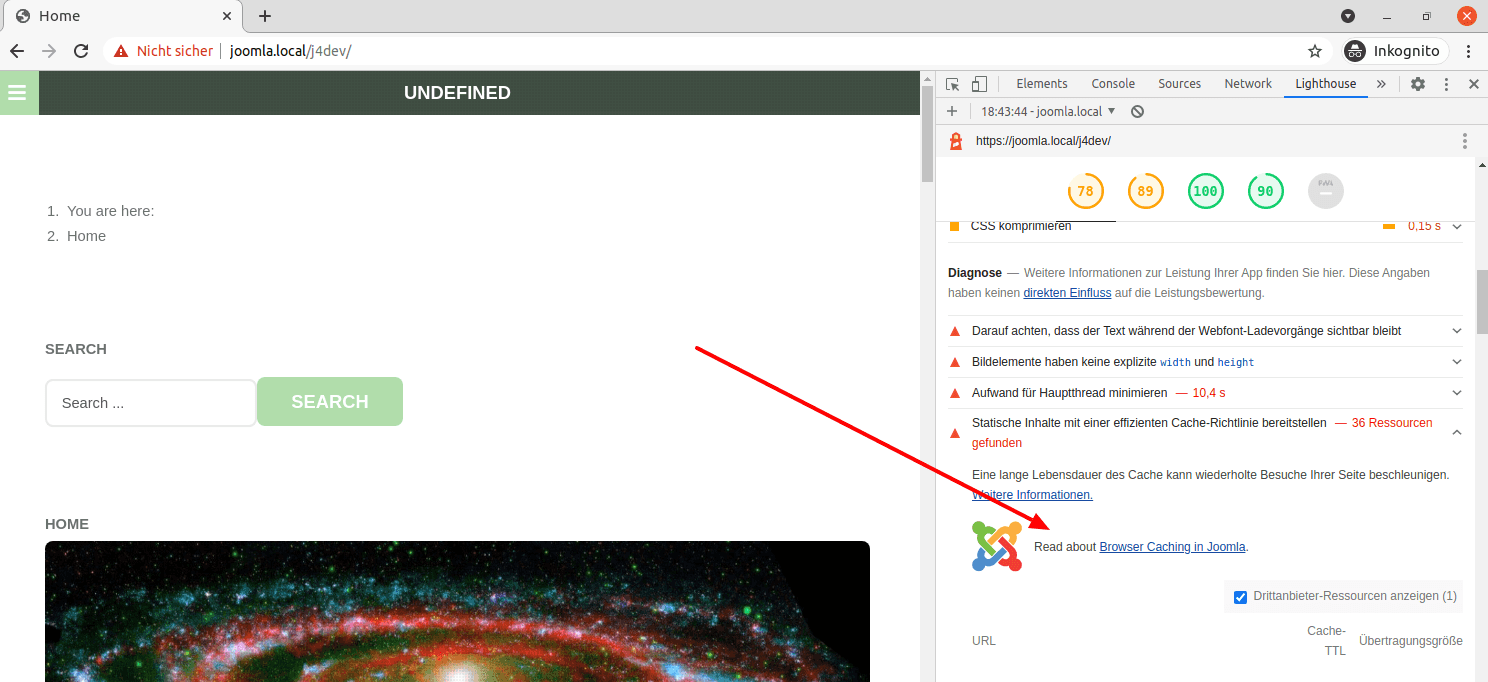 Home
Nicht sicher joomla.local/j4dev/
Inkognito
UNDEFINED
1. You are here:
2. Home
SEARCH
Search ...
SEARCH
HOME
Elements Console Sources Network Lighthouse
18:43:44 - joomla.local
https://joomla.local/j4dev/
78 89 100 90 PWA
CSS komprimieren 0,15 s
Diagnose — Weitere Informationen zur Leistung Ihrer App finden Sie hier. Diese Angaben
haben keinen direkten Einfluss auf die Leistungsbewertung.
Darauf achten, dass der Text während der Webfont-Ladevorgänge sichtbar bleibt
Bildelemente haben keine explizite width und height
Aufwand für Hauptthread minimieren — 10,4 s
Statische Inhalte mit einer effizienten Cache-Richtlinie bereitstellen — 36 Ressourcen
gefunden
Eine lange Lebensdauer des Cache kann wiederholte Besuche Ihrer Seite beschleunigen.
Weitere Informationen.
Read about Browser Caching in Joomla.
Drittanbieter-Ressourcen anzeigen (1)
URL
Cache-
TTL
Übertragungsgröße